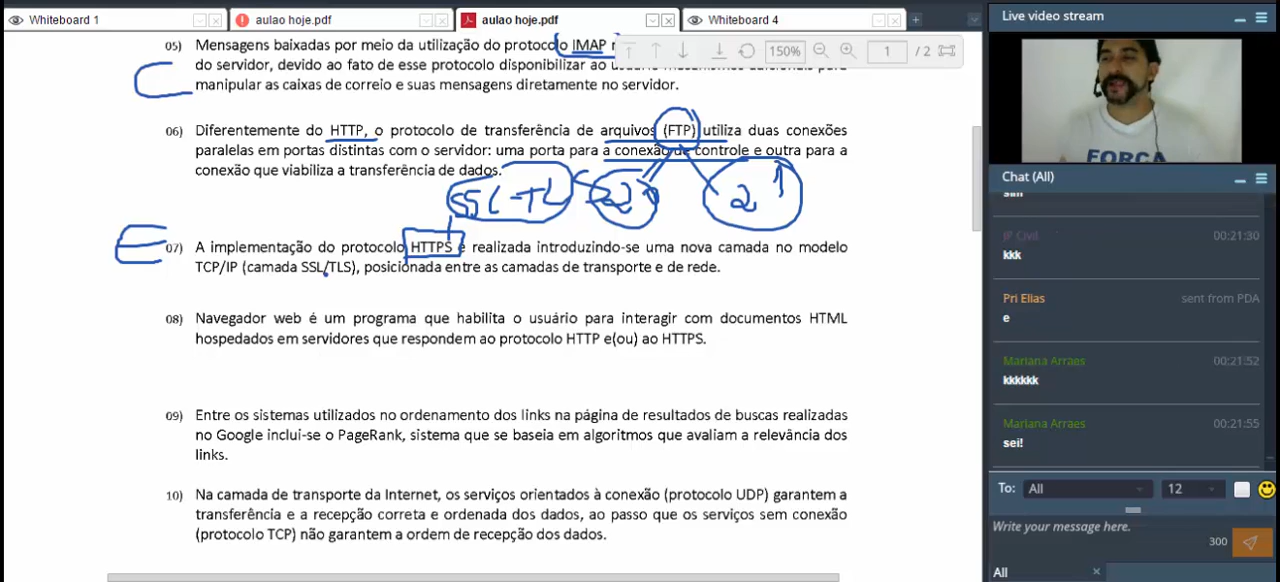 Whiteboard 1
aulao hoje.pdf
aulao hoje.pdf
Whiteboard 4
Live video stream
150%
1
/ 2
05) Mensagens baixadas por meio da utilização do protocolo IMAP
do servidor, devido ao fato de esse protocolo disponibilizar ao
manipular as caixas de correio e suas mensagens diretamente no servidor.
C
06) Diferentemente do HTTP, o protocolo de transferência de arquivos (FTP) utiliza duas conexões
paralelas em portas distintas com o servidor: uma porta para a conexão de controle e outra para a
conexão que viabiliza a transferência de dados.
SSL-TL
20
21
E
07) A implementação do protocolo HTTPS é realizada introduzindo-se uma nova camada no modelo
TCP/IP (camada SSL/TLS), posicionada entre as camadas de transporte e de rede.
08) Navegador web é um programa que habilita o usuário para interagir com documentos HTML
hospedados em servidores que respondem ao protocolo HTTP e(ou) ao HTTPS.
09) Entre os sistemas utilizados no ordenamento dos links na página de resultados de buscas realizadas
no Google inclui-se o PageRank, sistema que se baseia em algoritmos que avaliam a relevância dos
links.
10) Na camada de transporte da Internet, os serviços orientados à conexão (protocolo UDP) garantem a
transferência e a recepção correta e ordenada dos dados, ao passo que os serviços sem conexão
(protocolo TCP) não garantem a ordem de recepção dos dados.
FORÇA
Chat (All)
JP Civil 00:21:30
kkk
Pri Elias sent from PDA
e
Mariana Arraes 00:21:52
kkkkkk
Mariana Arraes 00:21:55
sei!
To: All 12
Write your message here.
300
All